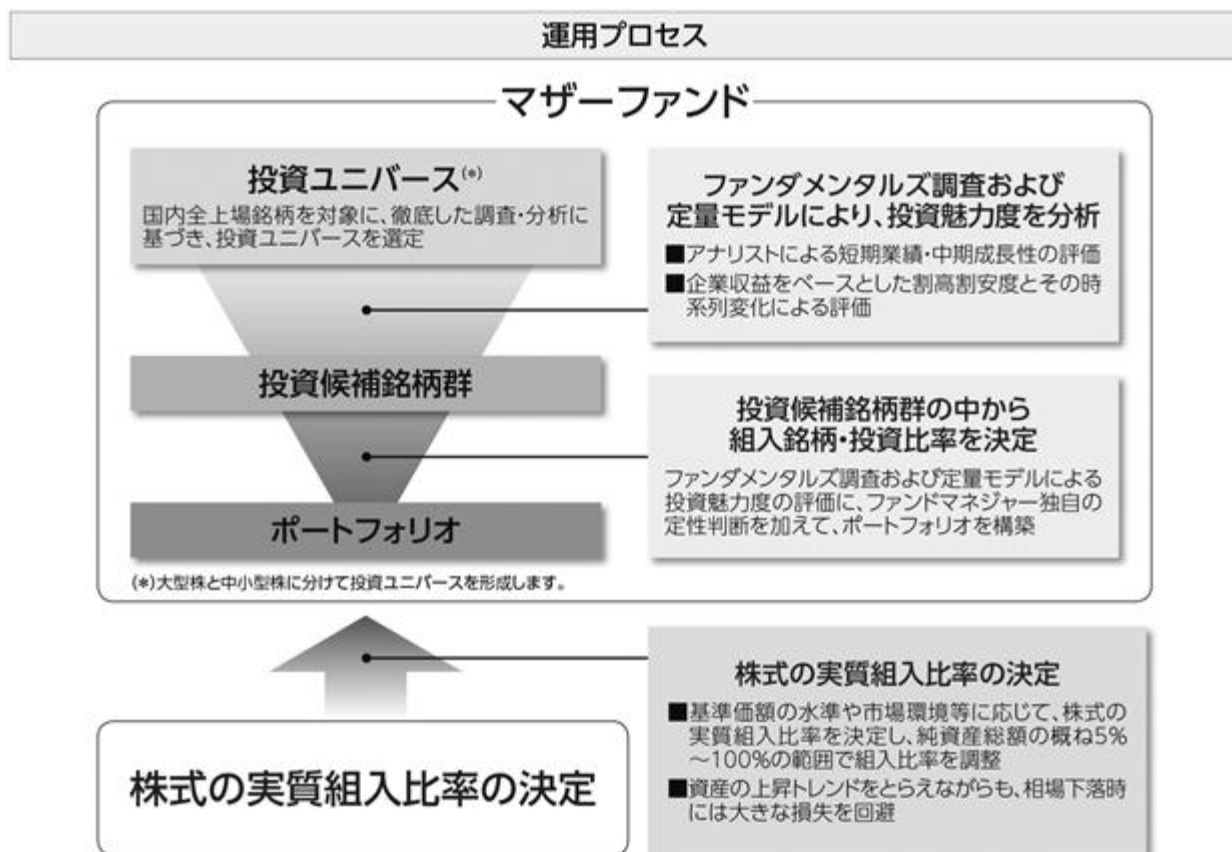 運用プロセス
マザーファンド
投資ユニバース(*)
国内全上場銘柄を対象に、徹底した調査・分析に
基づき、投資ユニバースを選定
ファンダメンタルズ調査および
定量モデルにより、投資魅力度を分析
■アナリストによる短期業績・中期成長性の評価
■企業収益をベースとした割高割安度とその時
系列変化による評価
投資候補銘柄群
投資候補銘柄群の中から
組入銘柄・投資比率を決定
ファンダメンタルズ調査および定量モデルによる
投資魅力度の評価に、ファンドマネジャー独自の
定性判断を加えて、ポートフォリオを構築
ポートフォリオ
(*)大型株と中小型株に分けて投資ユニバースを形成します。
株式の実質組入比率の決定
株式の実質組入比率の決定
■基準価額の水準や市場環境等に応じて、株式の
実質組入比率を決定し、純資産総額の概ね5%
～100%の範囲で組入比率を調整
■資産の上昇トレンドをとらえながらも、相場下落時
には大きな損失を回避